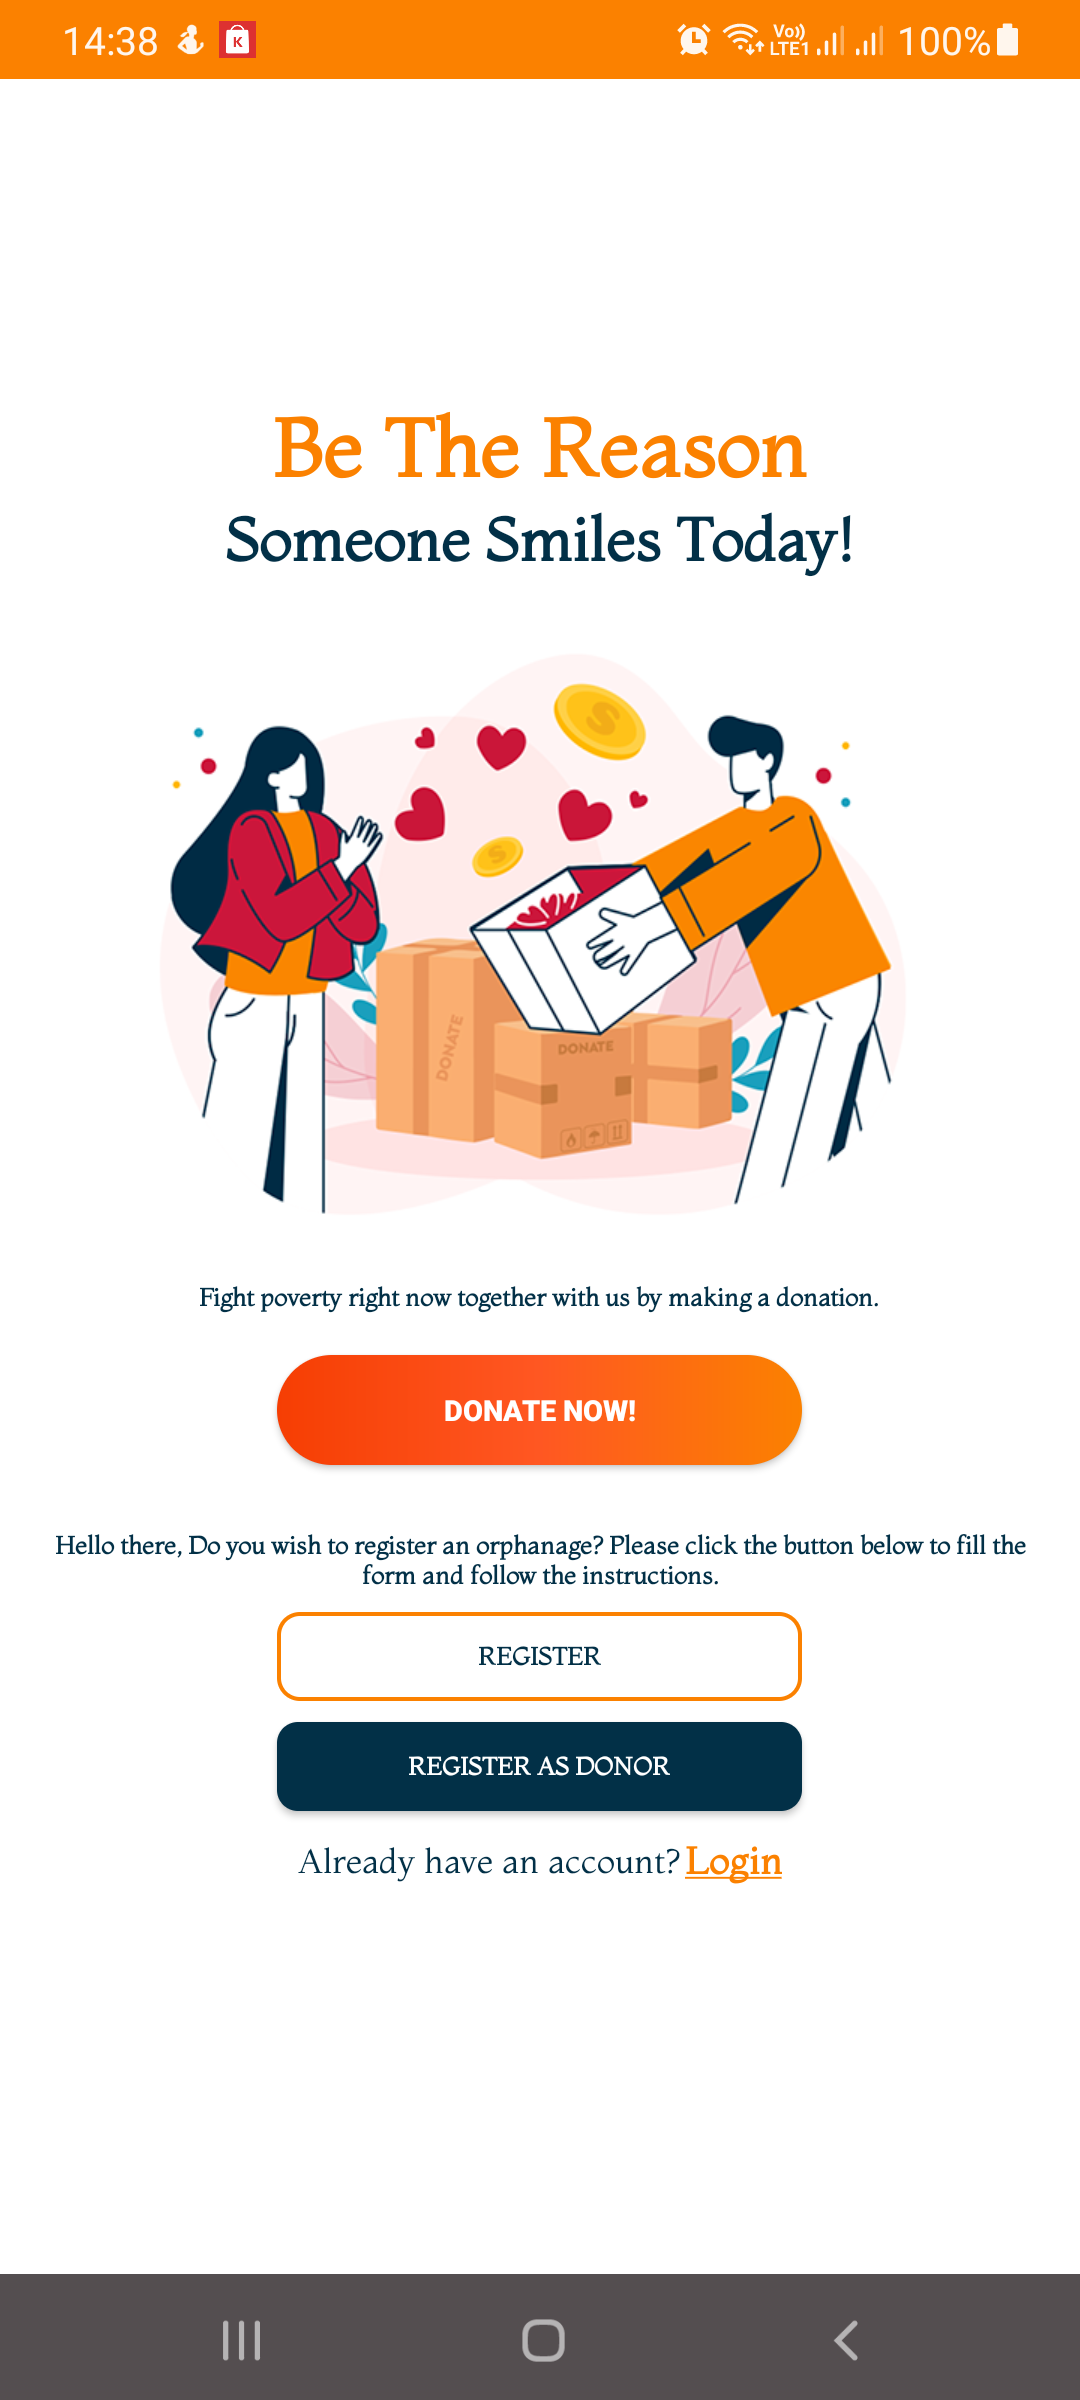 14:38
K
Vo)) LTE1
100%
Be The Reason
Someone Smiles Today!
S
S
DONATE
DONATE
Fight poverty right now together with us by making a donation.
DONATE NOW!
Hello there, Do you wish to register an orphanage? Please click the button below to fill the
form and follow the instructions.
REGISTER
REGISTER AS DONOR
Already have an account? Login